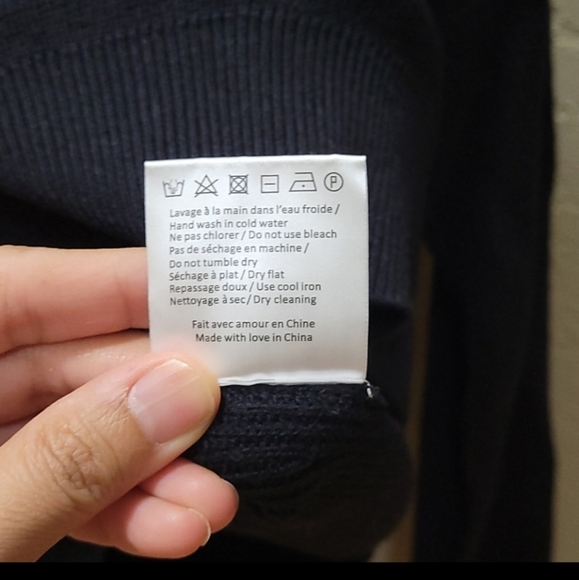 P
Lavage à la main dans l'eau froide /
Hand wash in cold water
Ne pas chlorer / Do not use bleach
Pas de séchage en machine /
Do not tumble dry
Séchage à plat / Dry flat
Repassage doux / Use cool iron
Nettoyage à sec / Dry cleaning
Fait avec amour en Chine
Made with love in China